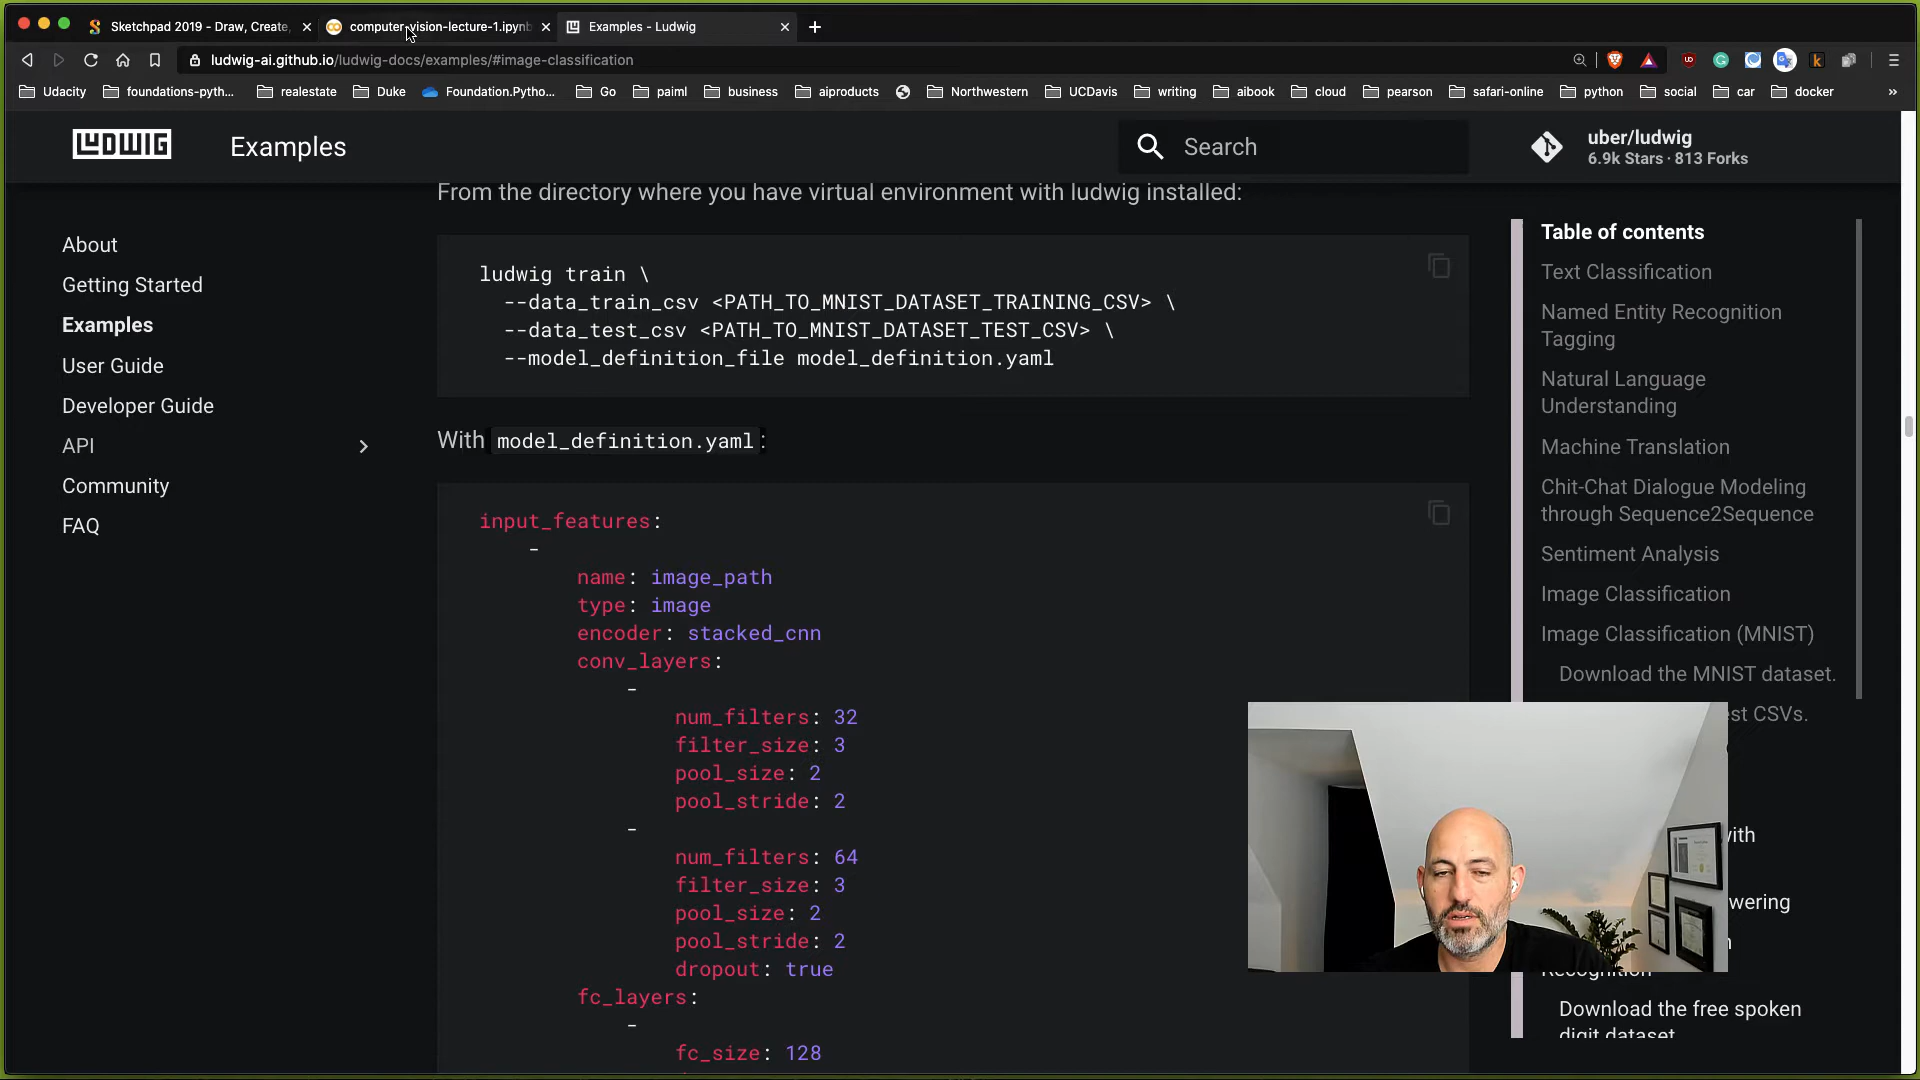 Sketchpad 2019 - Draw, Create,
computer-vision-lecture-1.ipynb
Examples - Ludwig
ludwig-ai.github.io/ludwig-docs/examples/#image-classification
Udacity
foundations-pyth...
realestate
Duke
Foundation.Pytho...
Go
paiml
business
aiproducts
Northwestern
UCDavis
writing
aibook
cloud
pearson
safari-online
python
social
car
docker
»
LUDWIG
Examples
Search
uber/ludwig
6.9k Stars · 813 Forks
About
Getting Started
Examples
User Guide
Developer Guide
API
Community
FAQ
From the directory where you have virtual environment with ludwig installed:
ludwig train \
--data_train_csv <PATH_TO_MNIST_DATASET_TRAINING_CSV> \
--data_test_csv <PATH_TO_MNIST_DATASET_TEST_CSV> \
--model_definition_file model_definition.yaml
With model_definition.yaml:
input_features:
-
name: image_path
type: image
encoder: stacked_cnn
conv_layers:
-
num_filters: 32
filter_size: 3
pool_size: 2
pool_stride: 2
-
num_filters: 64
filter_size: 3
pool_size: 2
pool_stride: 2
dropout: true
fc_layers:
-
fc_size: 128
Table of contents
Text Classification
Named Entity Recognition
Tagging
Natural Language
Understanding
Machine Translation
Chit-Chat Dialogue Modeling
through Sequence2Sequence
Sentiment Analysis
Image Classification
Image Classification (MNIST)
Download the MNIST dataset.
est CSVs.
with
wering
n
Recognition
Download the free spoken
digit dataset